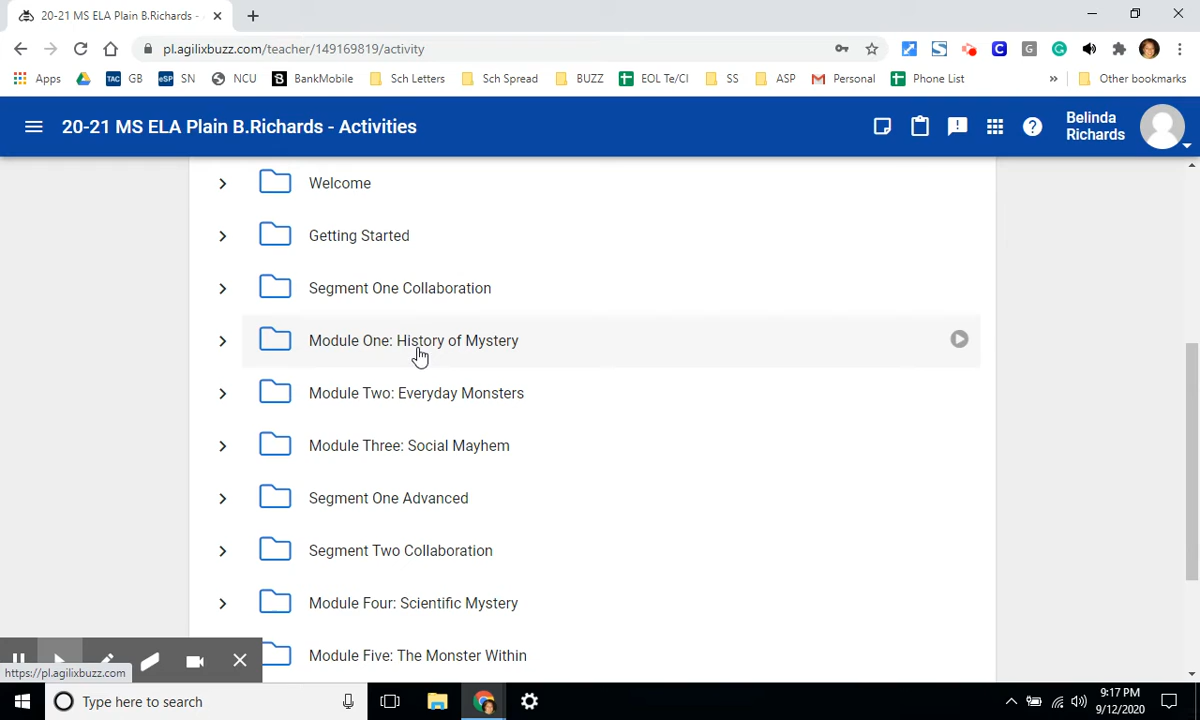 20-21 MS ELA Plain B.Richards -
pl.agilixbuzz.com/teacher/149169819/activity
Apps TAC GB eSP SN NCU B BankMobile Sch Letters Sch Spread BUZZ EOL Te/CI SS ASP Personal Phone List » Other bookmarks
20-21 MS ELA Plain B.Richards - Activities
Belinda
Richards
Welcome
Getting Started
Segment One Collaboration
Module One: History of Mystery
Module Two: Everyday Monsters
Module Three: Social Mayhem
Segment One Advanced
Segment Two Collaboration
Module Four: Scientific Mystery
Module Five: The Monster Within
https://pl.agilixbuzz.com
Type here to search
9:17 PM
9/12/2020